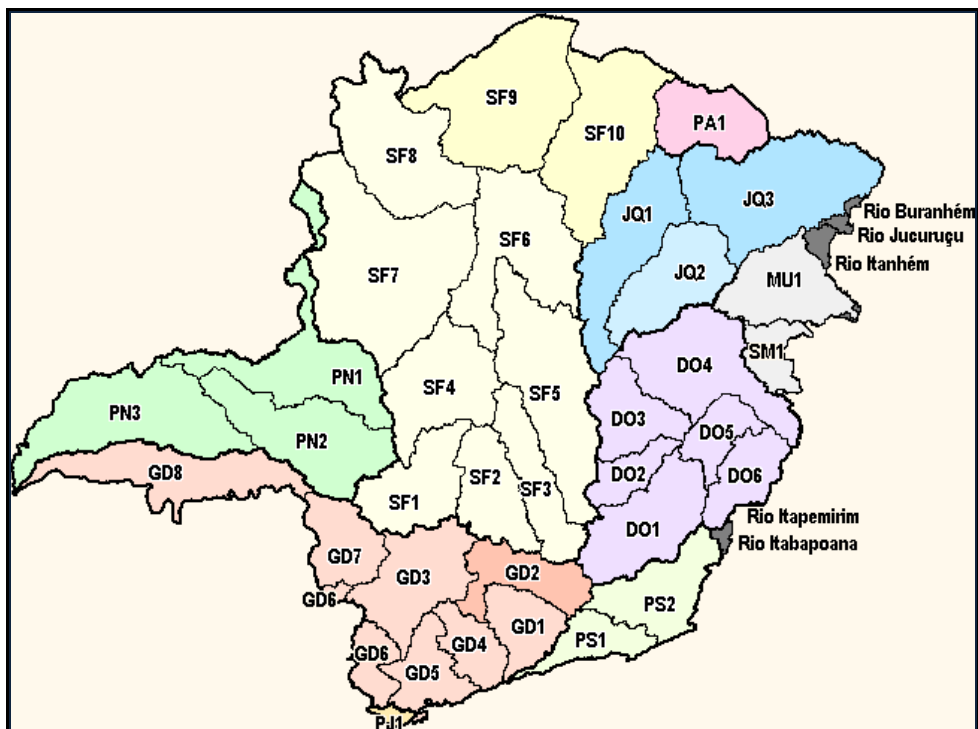 SF9
SF10
PA1
SF8
JQ1
JQ3
Rio Buranhém
Rio Jucuruçu
Rio Itanhém
SF6
SF7
JQ2
MU1
SM1
PN1
SF4
SF5
DO4
PN3
PN2
DO3
DO5
GD8
SF1
SF2
SF3
DO2
DO6
DO1
Rio Itapemirim
Rio Itabapoana
GD7
GD3
GD2
GD6
GD1
PS2
PS1
GD6
GD5
GD4
PJ1